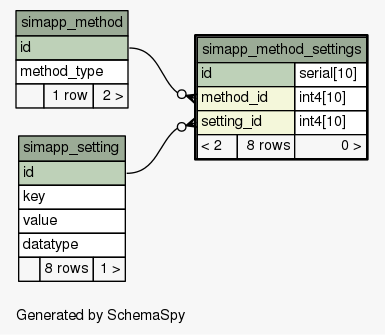 simapp_method
id
method_type
1 row 2 >
simapp_method_settings
id serial[10]
method_id int4[10]
setting_id int4[10]
< 2 8 rows 0 >
simapp_setting
id
key
value
datatype
8 rows 1 >
Generated by SchemaSpy